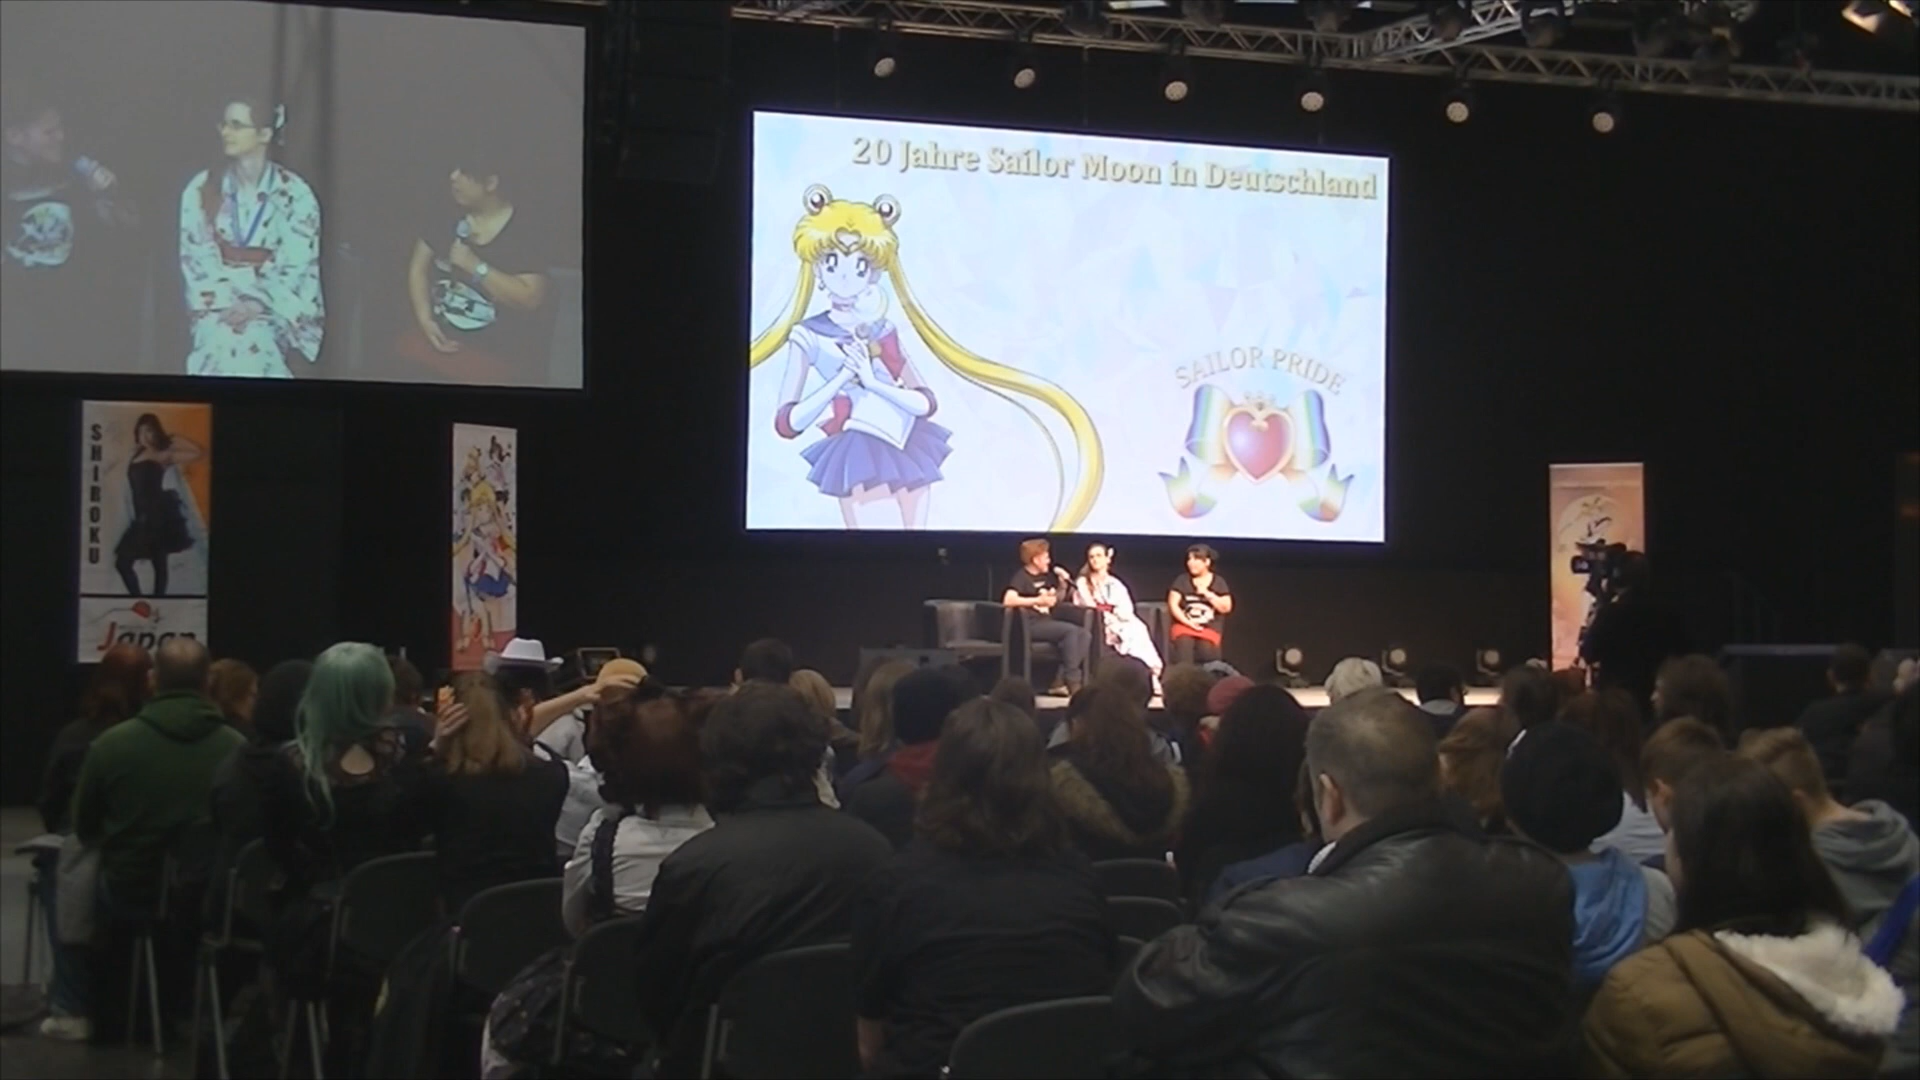 20 Jahre Sailor Moon in Deutschland
SAILOR PRIDE
SHIROKU
Japan